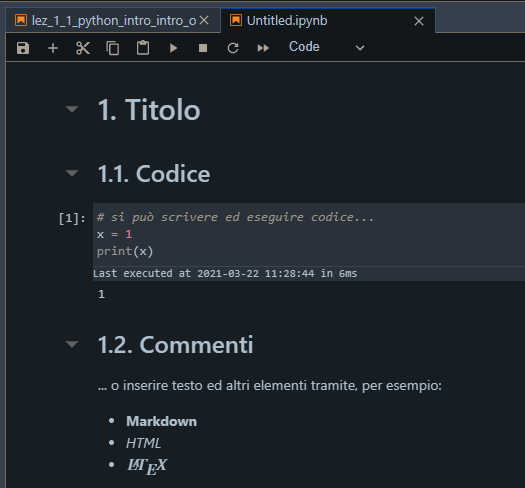 lez_1_1_python_intro_intro_o
Untitled.ipynb
Code
1. Titolo
1.1. Codice
[1]:
# si può scrivere ed eseguire codice...
x = 1
print(x)
Last executed at 2021-03-22 11:28:44 in 6ms
1
1.2. Commenti
... o inserire testo ed altri elementi tramite, per esempio:
Markdown
HTML
LATEX